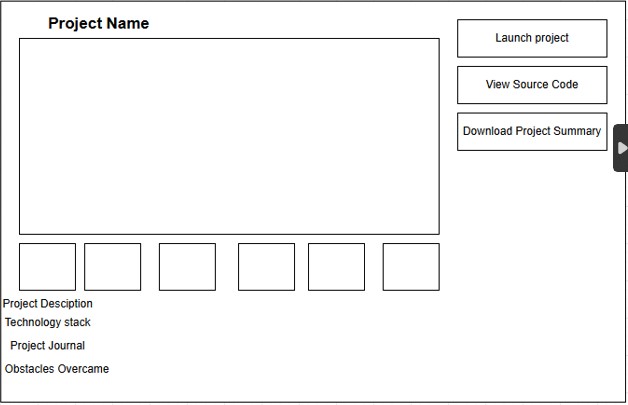 Project Name
Launch project
View Source Code
Download Project Summary
Project Desciption
Technology stack
Project Journal
Obstacles Overcame